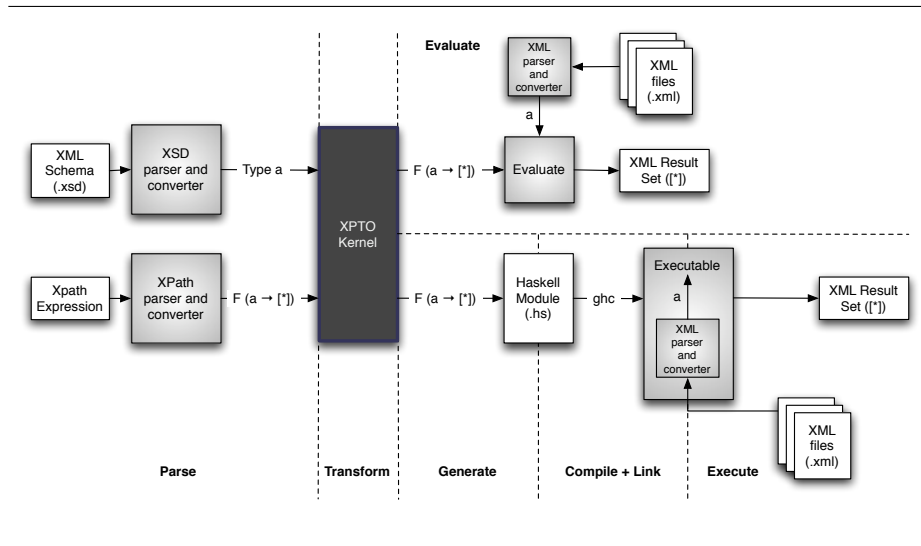 Evaluate
XML
parser
and
converter
XML
files
(.xml)
a
XML
Schema
(.xsd)
XSD
parser and
converter
Type a
F (a → [*])
Evaluate
XML Result
Set ([*])
XPTO
Kernel
Xpath
Expression
XPath
parser and
converter
F (a → [*])
F (a → [*])
Haskell
Module
(.hs)
ghc
Executable
a
XML
parser
and
converter
XML Result
Set ([*])
XML
files
(.xml)
Parse
Transform
Generate
Compile + Link
Execute